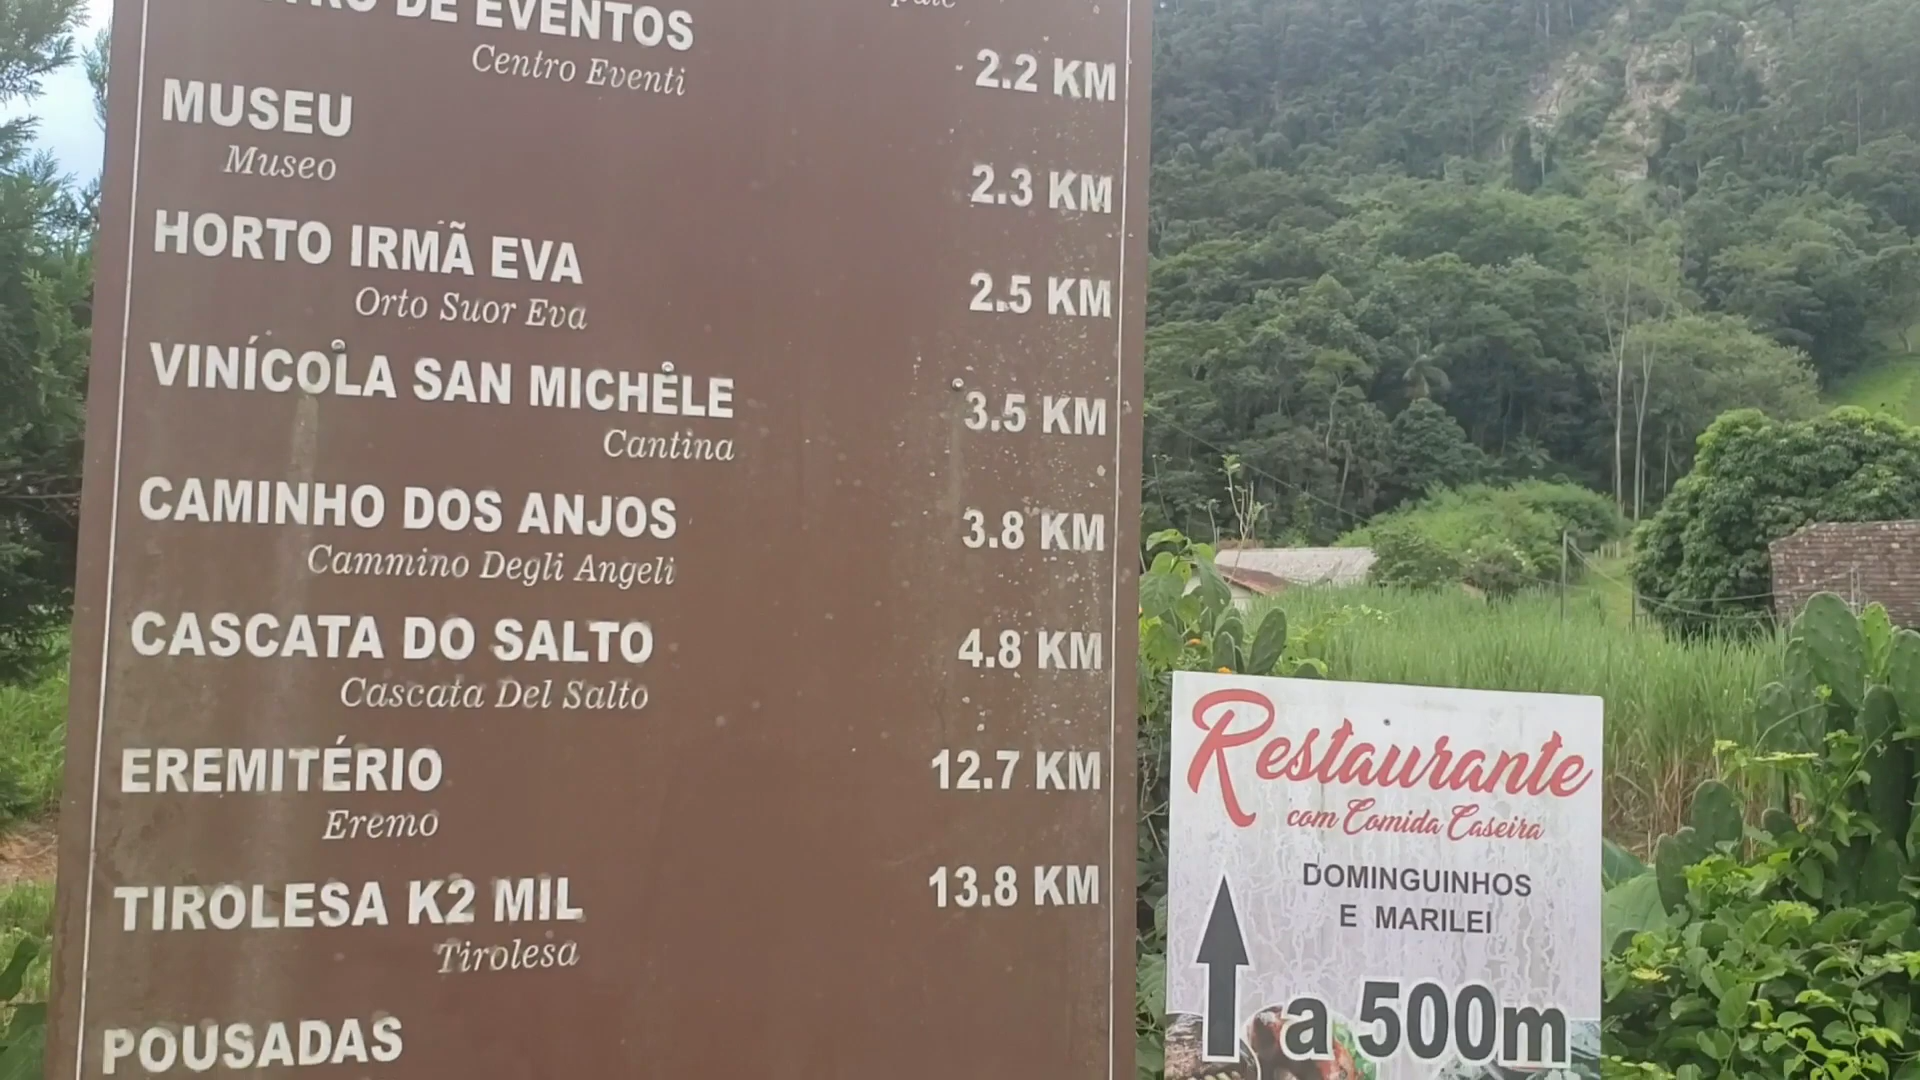 DE EVENTOS
Centro Eventi
2.2 KM
MUSEU
Museo
2.3 KM
HORTO IRMÃ EVA
Orto Suor Eva
2.5 KM
VINÍCOLA SAN MICHELE
Cantina
3.5 KM
CAMINHO DOS ANJOS
Cammino Degli Angeli
3.8 KM
CASCATA DO SALTO
Cascata Del Salto
4.8 KM
EREMITÉRIO
Eremo
12.7 KM
TIROLESA K2 MIL
Tirolesa
13.8 KM
POUSADAS
Restaurante
com Comida Caseira
DOMINGUINHOS
E MARILEI
a 500m